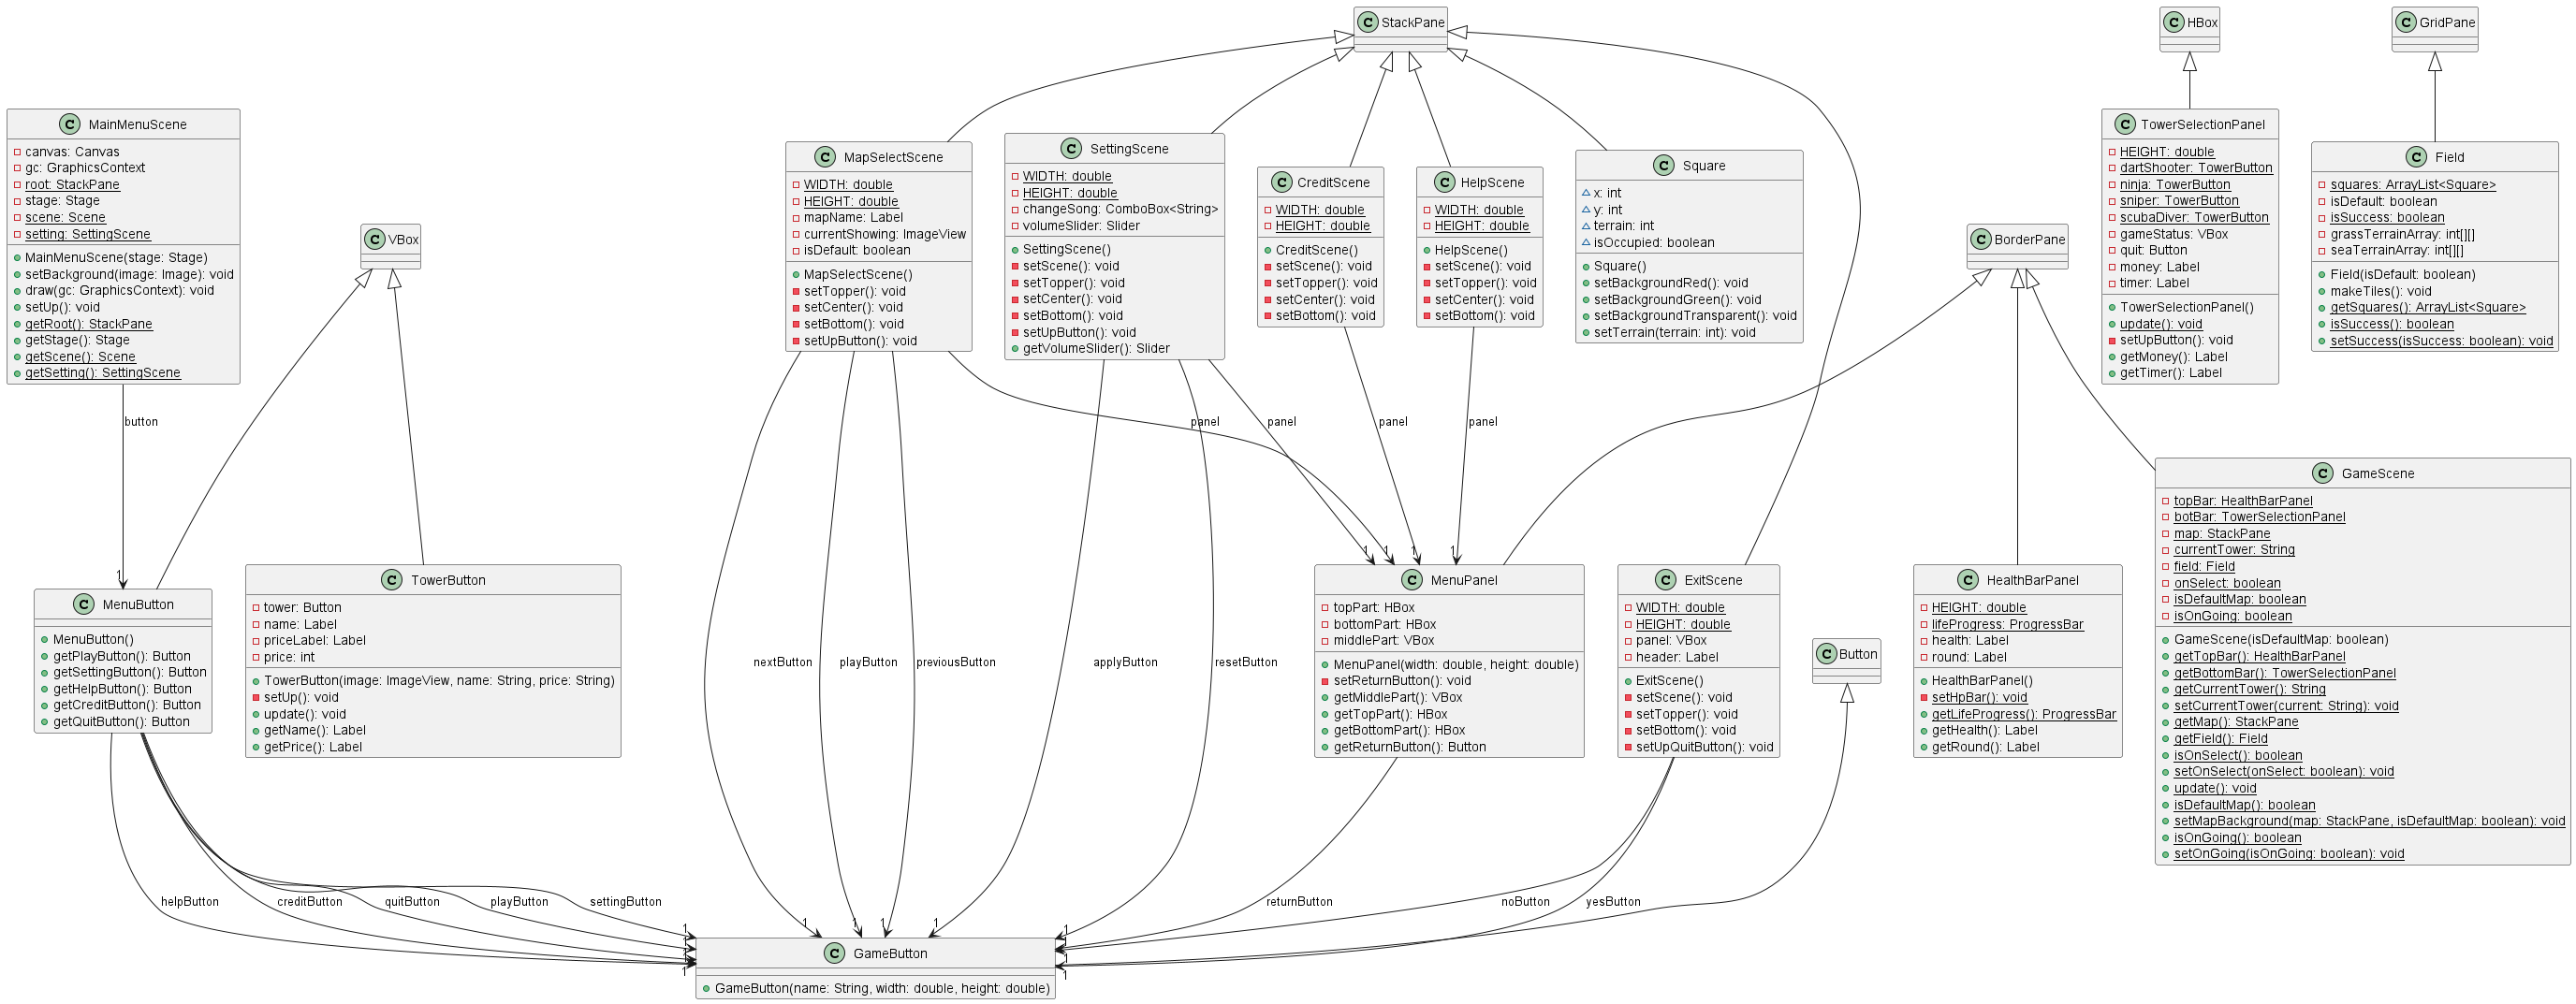 C StackPane
C HBox
C GridPane
C MainMenuScene
canvas: Canvas
gc: GraphicsContext
root: StackPane
stage: Stage
scene: Scene
setting: SettingScene
MainMenuScene(stage: Stage)
setBackground(image: Image): void
draw(gc: GraphicsContext): void
setUp(): void
getRoot(): StackPane
getStage(): Stage
getScene(): Scene
getSetting(): SettingScene
C VBox
C MapSelectScene
WIDTH: double
HEIGHT: double
mapName: Label
currentShowing: ImageView
isDefault: boolean
MapSelectScene()
setTopper(): void
setCenter(): void
setBottom(): void
setUpButton(): void
C SettingScene
WIDTH: double
HEIGHT: double
changeSong: ComboBox<String>
volumeSlider: Slider
SettingScene()
setScene(): void
setTopper(): void
setCenter(): void
setBottom(): void
setUpButton(): void
getVolumeSlider(): Slider
C CreditScene
WIDTH: double
HEIGHT: double
CreditScene()
setScene(): void
setTopper(): void
setCenter(): void
setBottom(): void
C HelpScene
WIDTH: double
HEIGHT: double
HelpScene()
setScene(): void
setTopper(): void
setCenter(): void
setBottom(): void
C Square
x: int
y: int
terrain: int
isOccupied: boolean
Square()
setBackgroundRed(): void
setBackgroundGreen(): void
setBackgroundTransparent(): void
setTerrain(terrain: int): void
C BorderPane
C TowerSelectionPanel
HEIGHT: double
dartShooter: TowerButton
ninja: TowerButton
sniper: TowerButton
scubaDiver: TowerButton
gameStatus: VBox
quit: Button
money: Label
timer: Label
TowerSelectionPanel()
update(): void
setUpButton(): void
getMoney(): Label
getTimer(): Label
C Field
squares: ArrayList<Square>
isDefault: boolean
isSuccess: boolean
grassTerrainArray: int[][]
seaTerrainArray: int[][]
Field(isDefault: boolean)
makeTiles(): void
getSquares(): ArrayList<Square>
isSuccess(): boolean
setSuccess(isSuccess: boolean): void
button
panel
panel
panel
panel
1
1
1
1
1
C MenuButton
MenuButton()
getPlayButton(): Button
getSettingButton(): Button
getHelpButton(): Button
getCreditButton(): Button
getQuitButton(): Button
C TowerButton
tower: Button
name: Label
priceLabel: Label
price: int
TowerButton(image: ImageView, name: String, price: String)
setUp(): void
update(): void
getName(): Label
getPrice(): Label
nextButton
playButton
previousButton
applyButton
resetButton
C MenuPanel
topPart: HBox
bottomPart: HBox
middlePart: VBox
MenuPanel(width: double, height: double)
setReturnButton(): void
getMiddlePart(): VBox
getTopPart(): HBox
getBottomPart(): HBox
getReturnButton(): Button
C ExitScene
WIDTH: double
HEIGHT: double
panel: VBox
header: Label
ExitScene()
setScene(): void
setTopper(): void
setBottom(): void
setUpQuitButton(): void
C Button
C HealthBarPanel
HEIGHT: double
lifeProgress: ProgressBar
health: Label
round: Label
HealthBarPanel()
setHpBar(): void
getLifeProgress(): ProgressBar
getHealth(): Label
getRound(): Label
C GameScene
topBar: HealthBarPanel
botBar: TowerSelectionPanel
map: StackPane
currentTower: String
field: Field
onSelect: boolean
isDefaultMap: boolean
isOnGoing: boolean
GameScene(isDefaultMap: boolean)
getTopBar(): HealthBarPanel
getBottomBar(): TowerSelectionPanel
getCurrentTower(): String
setCurrentTower(current: String): void
getMap(): StackPane
getField(): Field
isOnSelect(): boolean
setOnSelect(onSelect: boolean): void
update(): void
isDefaultMap(): boolean
setMapBackground(map: StackPane, isDefaultMap: boolean): void
isOnGoing(): boolean
setOnGoing(isOnGoing: boolean): void
helpButton
creditButton
quitButton
playButton
settingButton
returnButton
noButton
yesButton
1
1
1
1
1
1
1
1
1
1
1
1
1
C GameButton
GameButton(name: String, width: double, height: double)